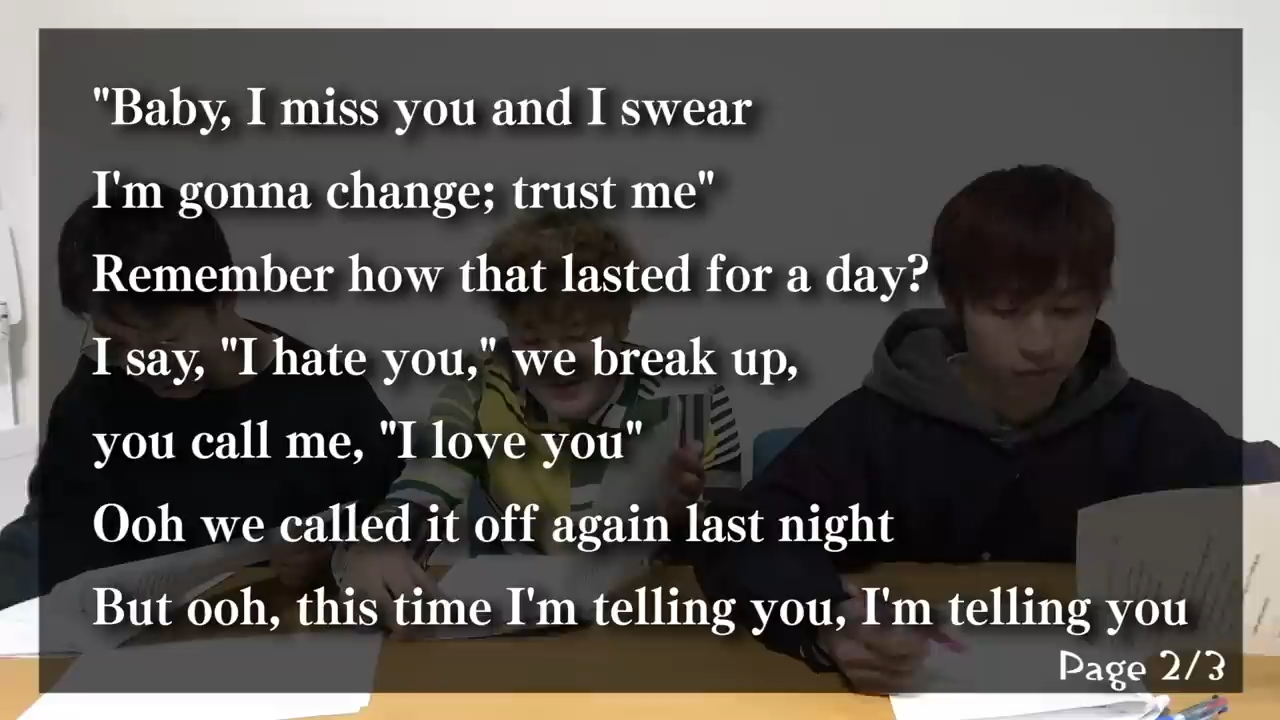 "Baby, I miss you and I swear
I'm gonna change; trust me"
Remember how that lasted for a day?
I say, "I hate you," we break up,
you call me, "I love you"
Ooh we called it off again last night
But ooh, this time I'm telling you, I'm telling you
Page 2/3